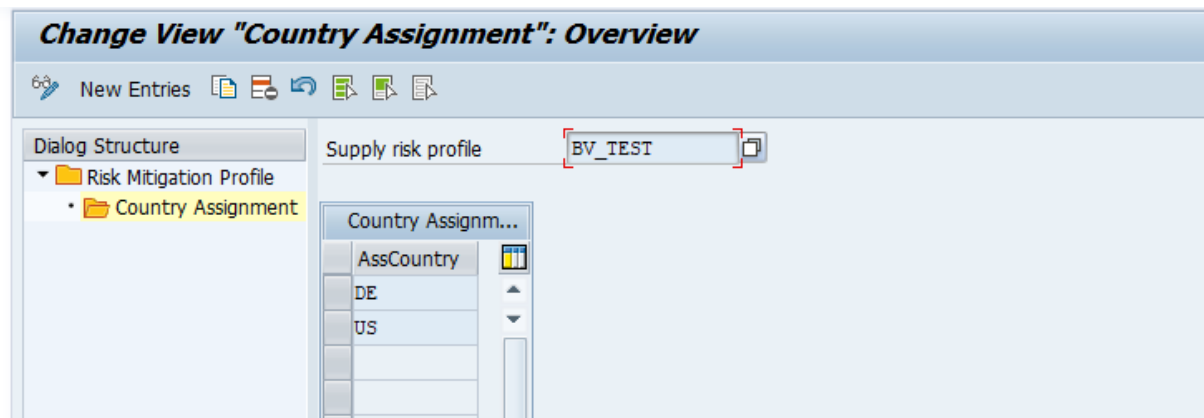 Change View "Country Assignment": Overview
New Entries
Dialog Structure
Risk Mitigation Profile
Country Assignment
Supply risk profile BV_TEST
Country Assignm...
AssCountry
DE
US